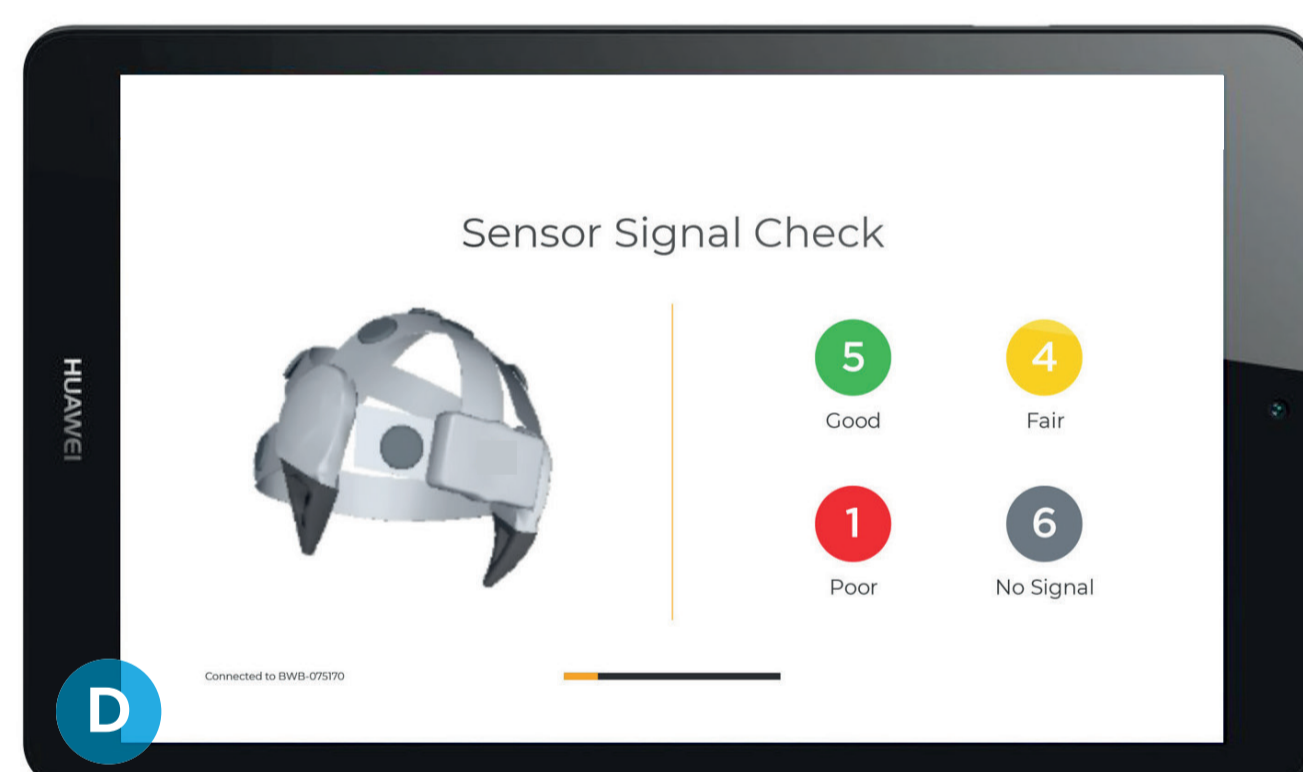 HUAWEI
Sensor Signal Check
5
4
Good
Fair
1
6
Poor
No Signal
Connected to BWB-075170
D